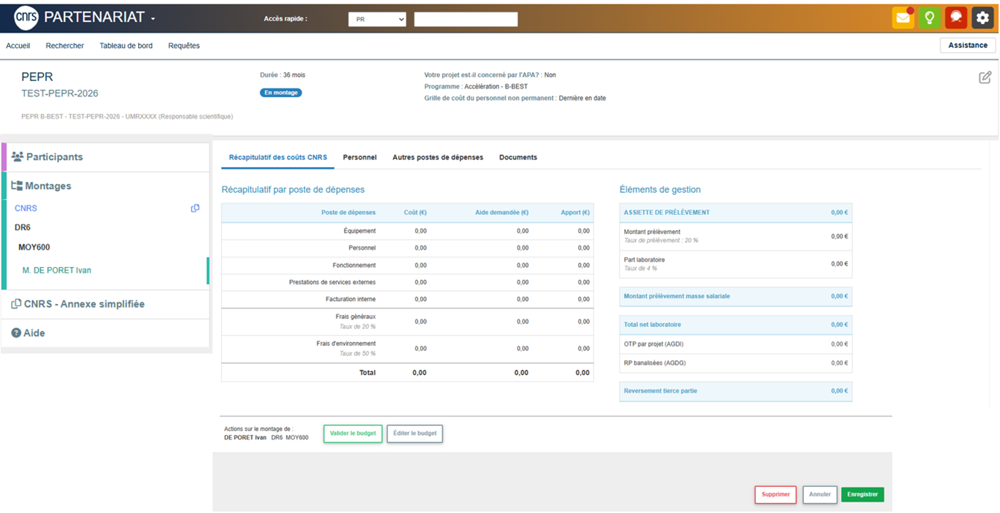 cnrs PARTENARIAT
Accès rapide :
PR
Accueil
Rechercher
Tableau de bord
Requêtes
Assistance
PEPR
TEST-PEPR-2026
PEPR B-BEST - TEST-PEPR-2026 - UMRXXXX (Responsable scientifique)
Durée : 36 mois
En montage
Votre projet est-il concerné par l'APA? : Non
Programme : Accélération - B-BEST
Grille de coût du personnel non permanent : Dernière en date
Participants
Montages
CNRS
DR6
MOY600
M. DE PORET Ivan
CNRS - Annexe simplifiée
Aide
Récapitulatif des coûts CNRS
Personnel
Autres postes de dépenses
Documents
Récapitulatif par poste de dépenses
Poste de dépenses Coût (€) Aide demandée (€) Apport (€)
Équipement 0,00 0,00 0,00
Personnel 0,00 0,00 0,00
Fonctionnement 0,00 0,00 0,00
Prestations de services externes 0,00 0,00 0,00
Facturation interne 0,00 0,00 0,00
Frais généraux 0,00 0,00 0,00
Taux de 20 %
Frais d'environnement 0,00 0,00 0,00
Taux de 50 %
Total 0,00 0,00 0,00
Éléments de gestion
ASSIETTE DE PRÉLÈVEMENT 0,00 €
Montant prélèvement 0,00 €
Taux de prélèvement : 20 %
Part laboratoire 0,00 €
Taux de 4 %
Montant prélèvement masse salariale 0,00 €
Total net laboratoire 0,00 €
OTP par projet (AGDI) 0,00 €
RP banalisées (AGDG) 0,00 €
Reversement tierce partie 0,00 €
Actions sur le montage de :
DE PORET Ivan DR6 MOY600
Valider le budget
Éditer le budget
Supprimer
Annuler
Enregistrer